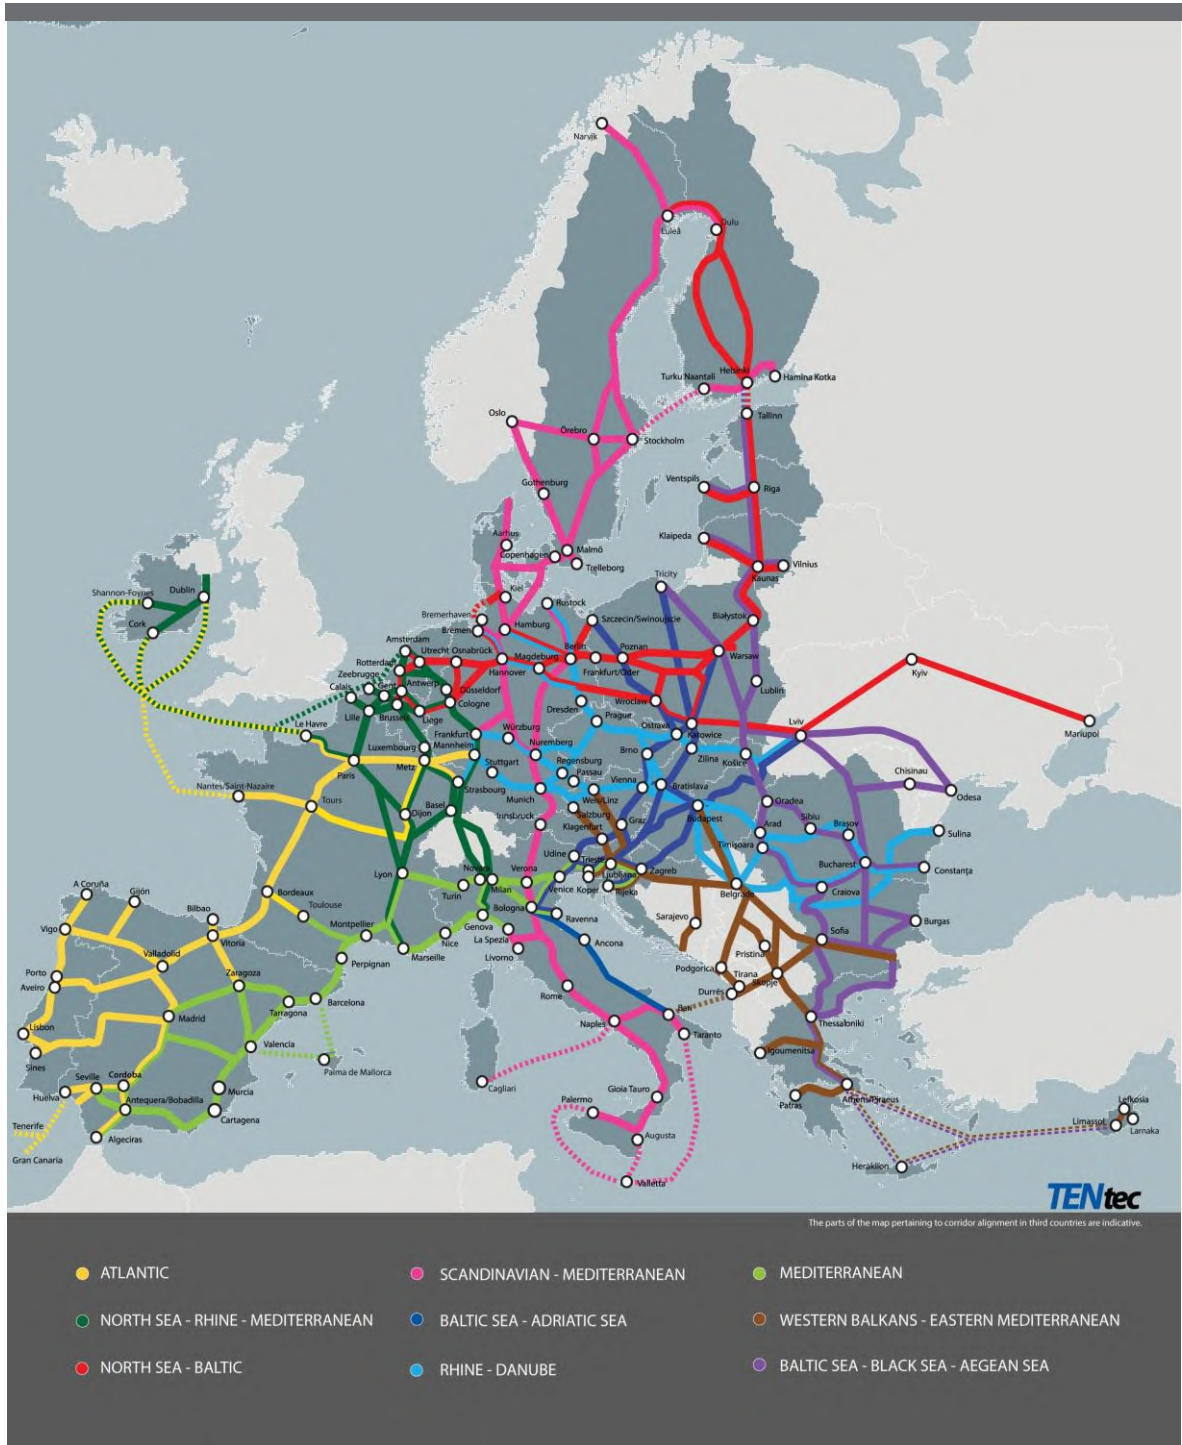 Narvik
Luleå
Oulu
Helsinki
Turku Naantali
Hamina Kotka
Tallinn
Oslo
Örebro
Stockholm
Gothenburg
Ventspils
Riga
Aarhus
Copenhagen
Malmö
Trelleborg
Klaipeda
Kaunas
Vilnius
Tricity
Shannon-Foynes
Dublin
Cork
Kiel
Rostock
Bremerhaven
Bremen
Hamburg
Szczecin/Swinoujscie
Białystok
Amsterdam
Utrecht
Osnabrück
Rotterdam
Zeebrugge
Calais
Gent
Antwerp
Hannover
Magdeburg
Berlin
Frankfurt/Oder
Poznan
Warsaw
Kyiv
Düsseldorf
Cologne
Lille
Brussels
Liège
Dresden
Wroclaw
Lublin
Mariupol
Le Havre
Frankfurt
Würzburg
Prague
Ostrava
Katowice
Lviv
Luxembourg
Mannheim
Nuremberg
Paris
Metz
Stuttgart
Regensburg
Passau
Brno
Zilina
Košice
Chisinau
Odesa
Nantes/Saint-Nazaire
Tours
Strasbourg
Munich
Wels/Linz
Vienna
Bratislava
Dijon
Basel
Salzburg
Innsbruck
Klagenfurt
Graz
Budapest
Oradea
Arad
Sibiu
Braşov
Sulina
Timişoara
Lyon
Novara
Milan
Turin
Verona
Udine
Trieste
Ljubljana
Zagreb
Venice
Koper
Rijeka
Belgrade
Craiova
Bucharest
Constanţa
A Coruña
Gijón
Bilbao
Bordeaux
Toulouse
Vigo
Vitoria
Montpellier
Genova
Bologna
Ravenna
La Spezia
Nice
Marseille
Livorno
Ancona
Sarajevo
Sofia
Burgas
Valladolid
Perpignan
Porto
Aveiro
Zaragoza
Barcelona
Tarragona
Podgorica
Pristina
Tirana
Skopje
Durrës
Rome
Madrid
Lisbon
Sines
Valencia
Palma de Mallorca
Naples
Bari
Taranto
Thessaloniki
Igoumenitsa
Cagliari
Seville
Cordoba
Huelva
Antequera/Bobadilla
Murcia
Cartagena
Algeciras
Tenerife
Gran Canaria
Gioia Tauro
Palermo
Augusta
Valletta
Patras
Athens/Piraeus
Heraklion
Lefkosia
Limassol
Larnaka
TENtec
The parts of the map pertaining to corridor alignment in third countries are indicative.
ATLANTIC
NORTH SEA - RHINE - MEDITERRANEAN
NORTH SEA - BALTIC
SCANDINAVIAN - MEDITERRANEAN
BALTIC SEA - ADRIATIC SEA
RHINE - DANUBE
MEDITERRANEAN
WESTERN BALKANS - EASTERN MEDITERRANEAN
BALTIC SEA - BLACK SEA - AEGEAN SEA